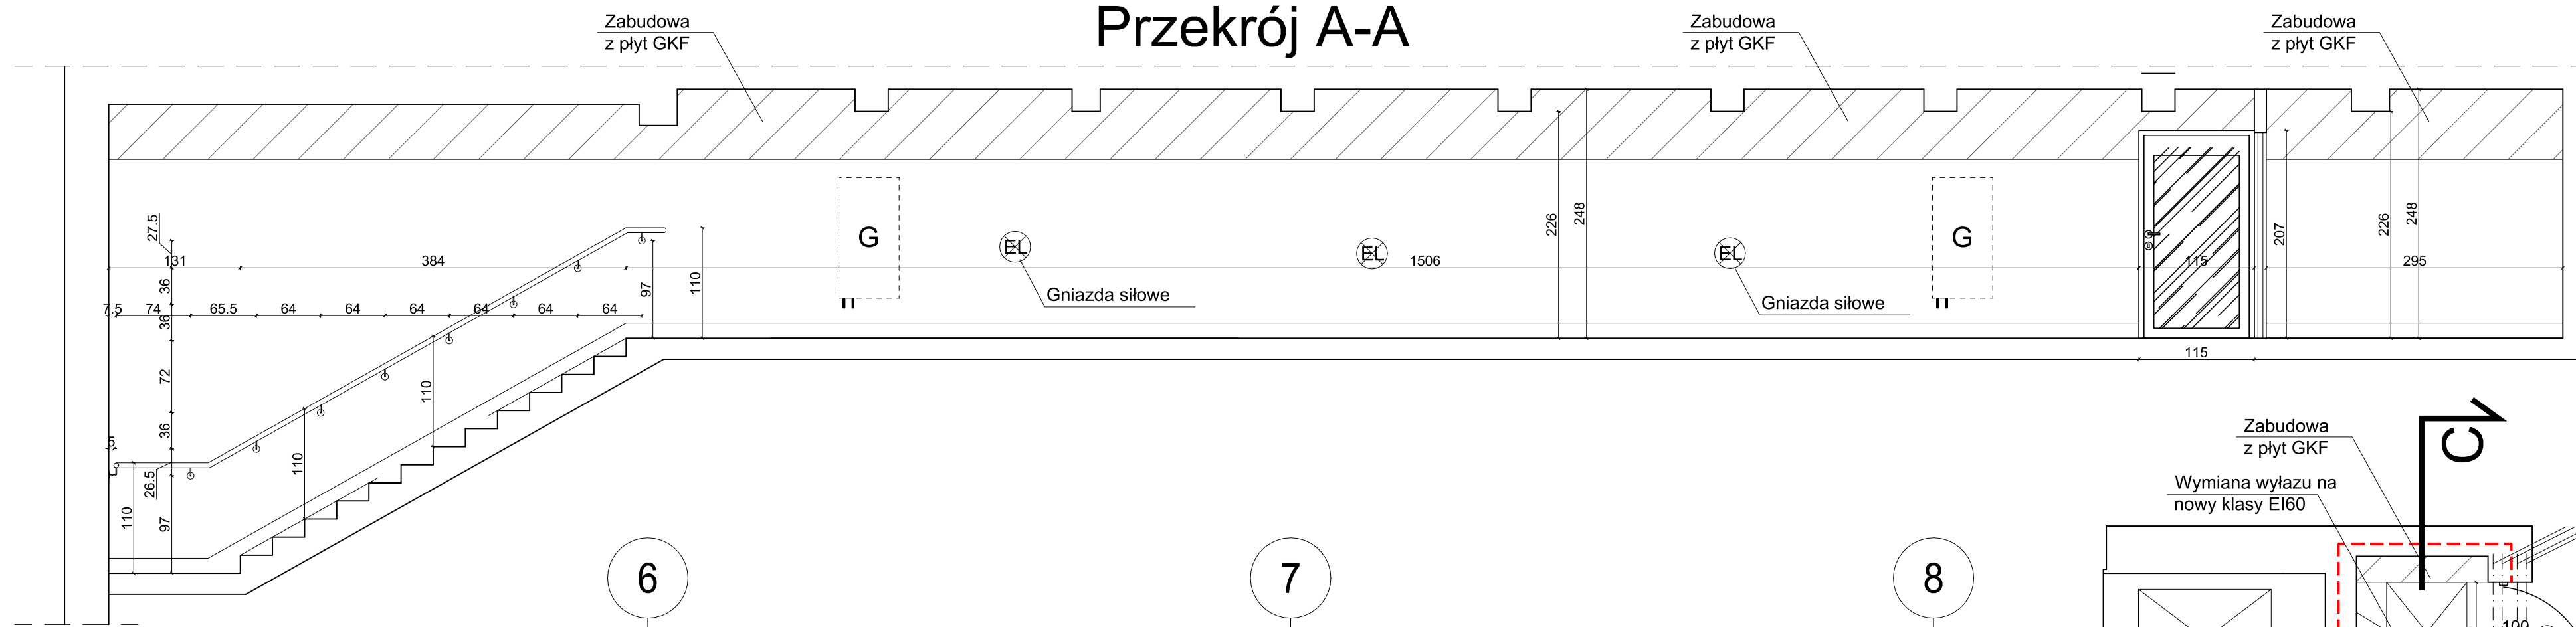 Przekrój A-A
Zabudowa
z płyt GKF
Zabudowa
z płyt GKF
Zabudowa
z płyt GKF
27.5
131
384
1506
115
295
36
7.5
74
65.5
64
64
64
64
64
64
36
72
36
5
26.5
110
97
110
110
97
110
G
EL
Gniazda siłowe
EL
EL
Gniazda siłowe
G
226
248
207
226
248
115
6
7
8
Zabudowa
z płyt GKF
Wymiana wyłazu na
nowy klasy EI60
C
100